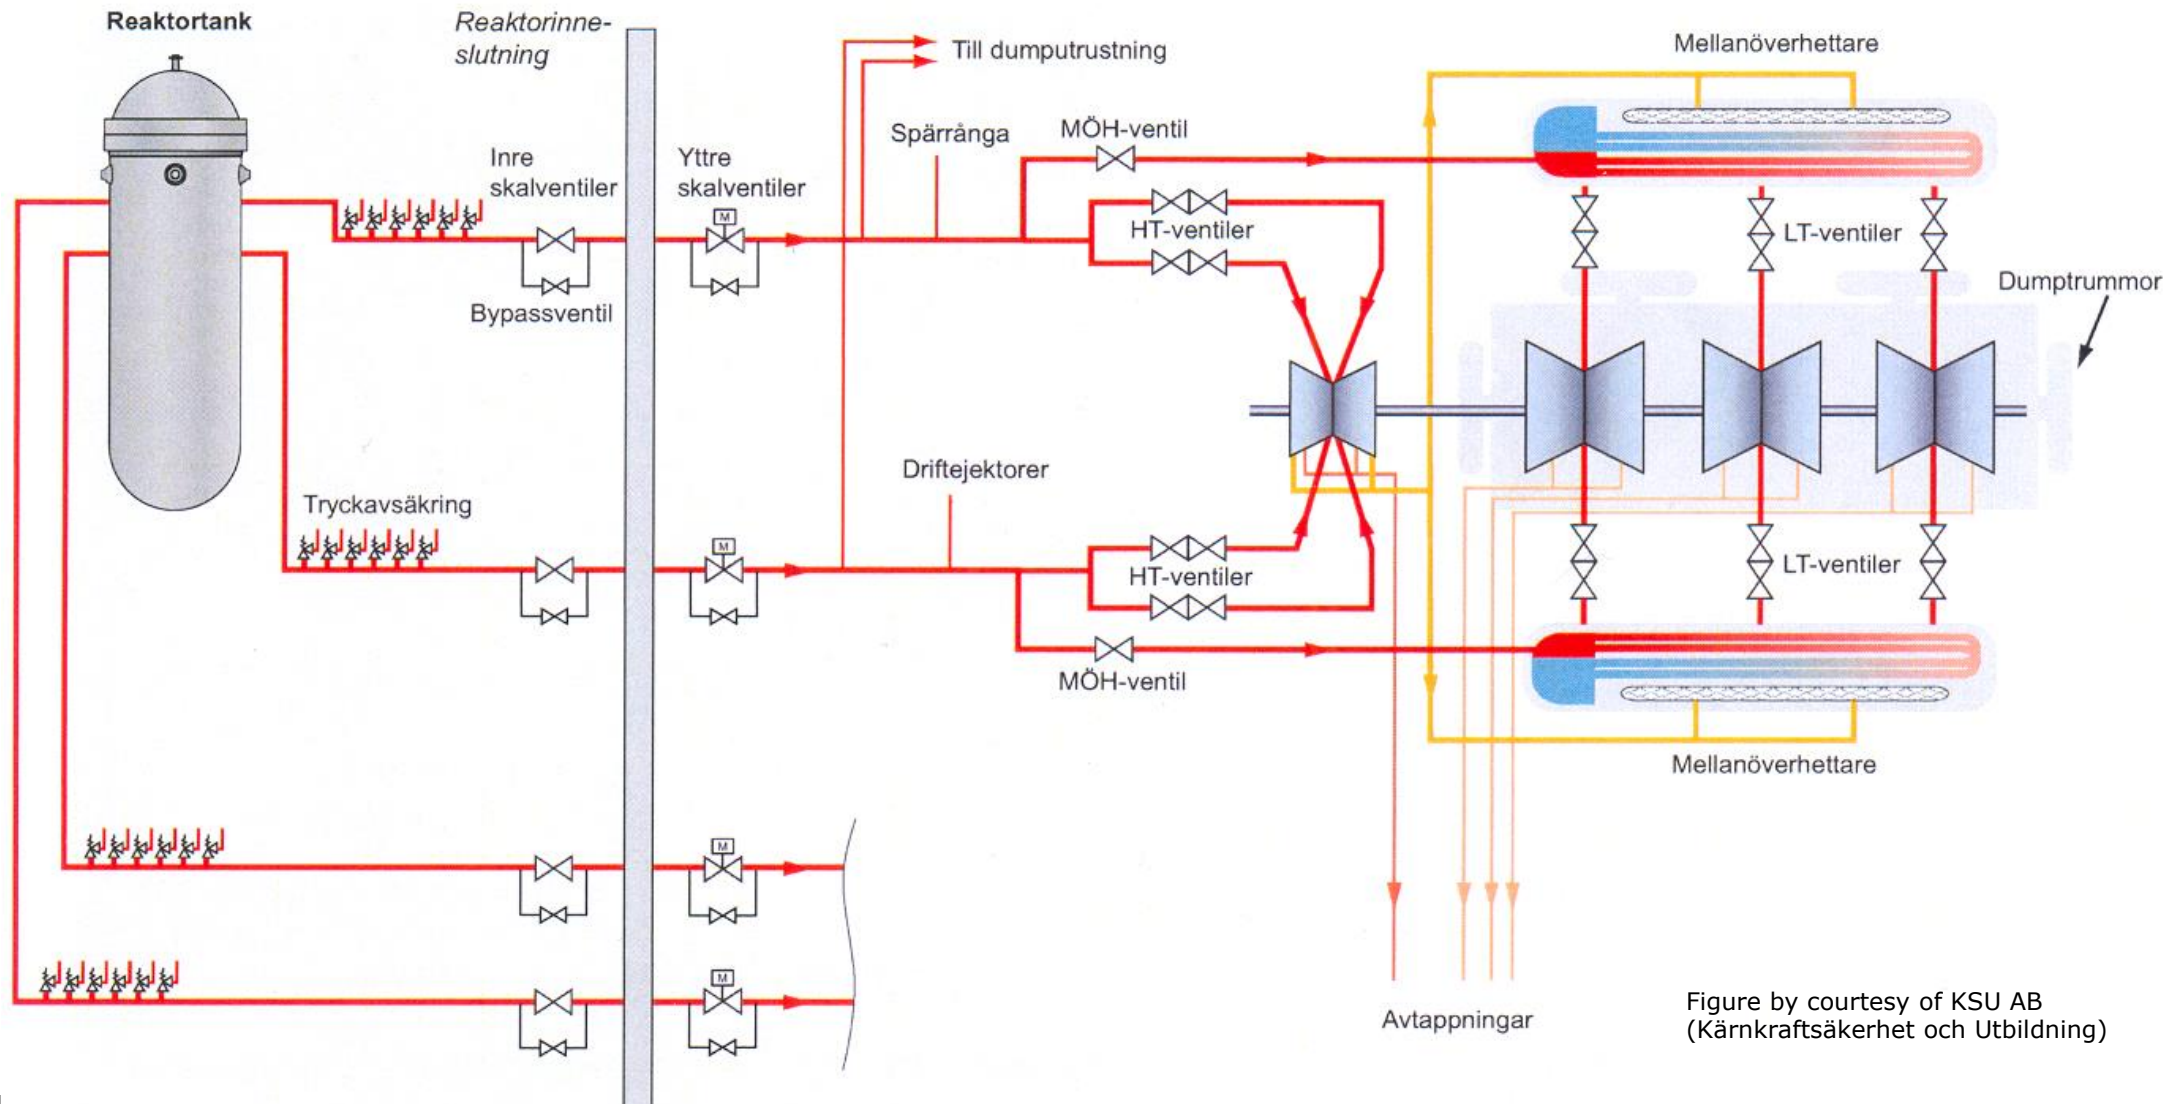 Reaktortank
Reaktorinne-
slutning
Till dumputrustning
Mellanöverhettare
Spärrånga
MÖH-ventil
Inre
skalventiler
Yttre
skalventiler
M
HT-ventiler
LT-ventiler
Bypassventil
Dumptrummor
Driftejektorer
Tryckavsäkring
M
HT-ventiler
LT-ventiler
MÖH-ventil
Mellanöverhettare
M
M
Avtappningar
Figure by courtesy of KSU AB
(Kärnkraftsäkerhet och Utbildning)